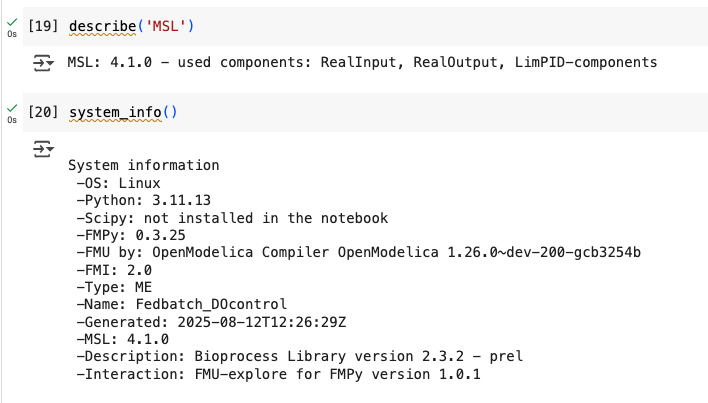 [19] describe('MSL')
0s
MSL: 4.1.0 - used components: RealInput, RealOutput, LimPID-components
[20] system_info()
0s
System information
-OS: Linux
-Python: 3.11.13
-Scipy: not installed in the notebook
-FMPy: 0.3.25
-FMU by: OpenModelica Compiler OpenModelica 1.26.0~dev-200-gcb3254b
-FMI: 2.0
-Type: ME
-Name: Fedbatch_DOcontrol
-Generated: 2025-08-12T12:26:29Z
-MSL: 4.1.0
-Description: Bioprocess Library version 2.3.2 - prel
-Interaction: FMU-explore for FMPy version 1.0.1